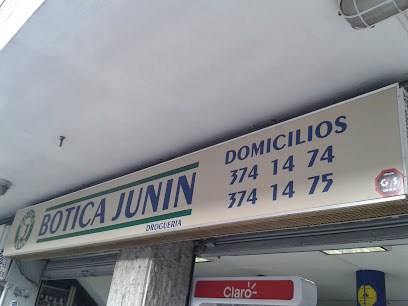 BOTICA JUNIN
DROGUERIA
DOMICILIOS
374 14 74
374 14 75
Claro